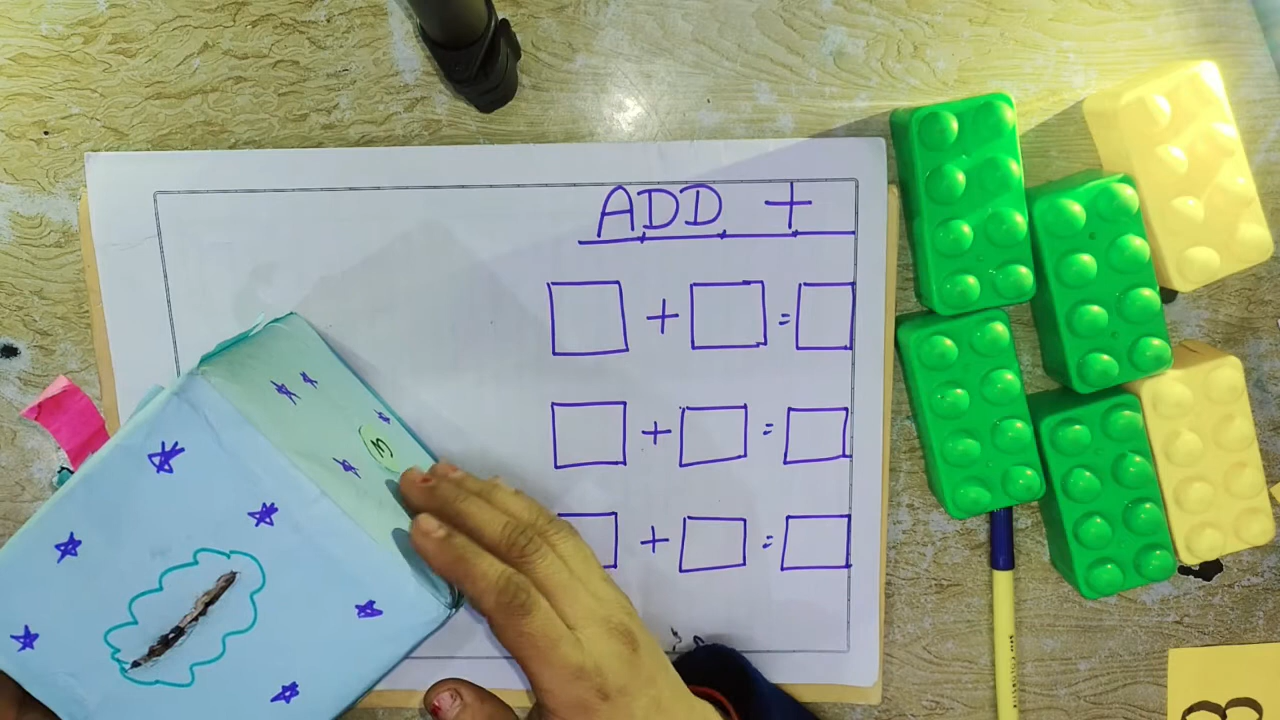 ADD +
+ =
+ =
+ =